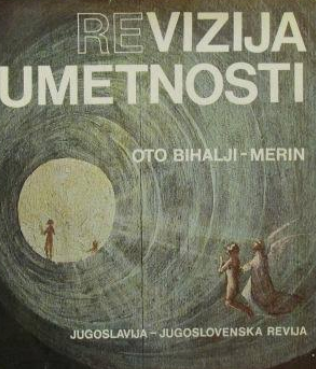 REVIZIJA
UMETNOSTI
OTO BIHALJI-MERIN
JUGOSLAVIJA-JUGOSLOVENSKA REVIJA